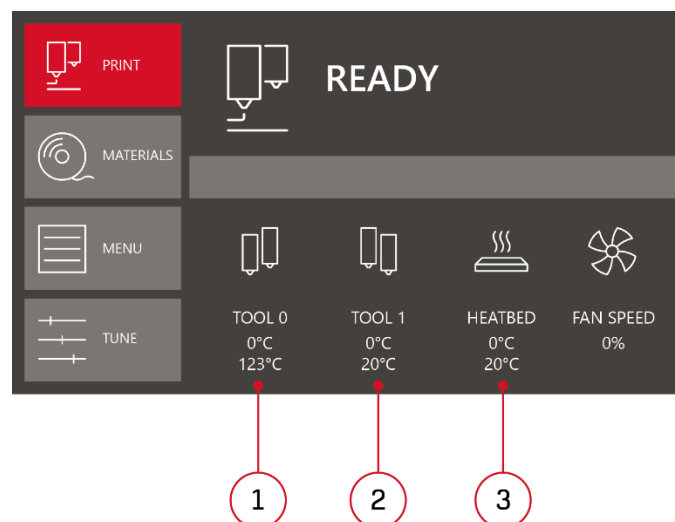 PRINT
READY
MATERIALS
MENU
TUNE
TOOL 0
0°C
123°C
TOOL 1
0°C
20°C
HEATBED
0°C
20°C
FAN SPEED
0%
1
2
3